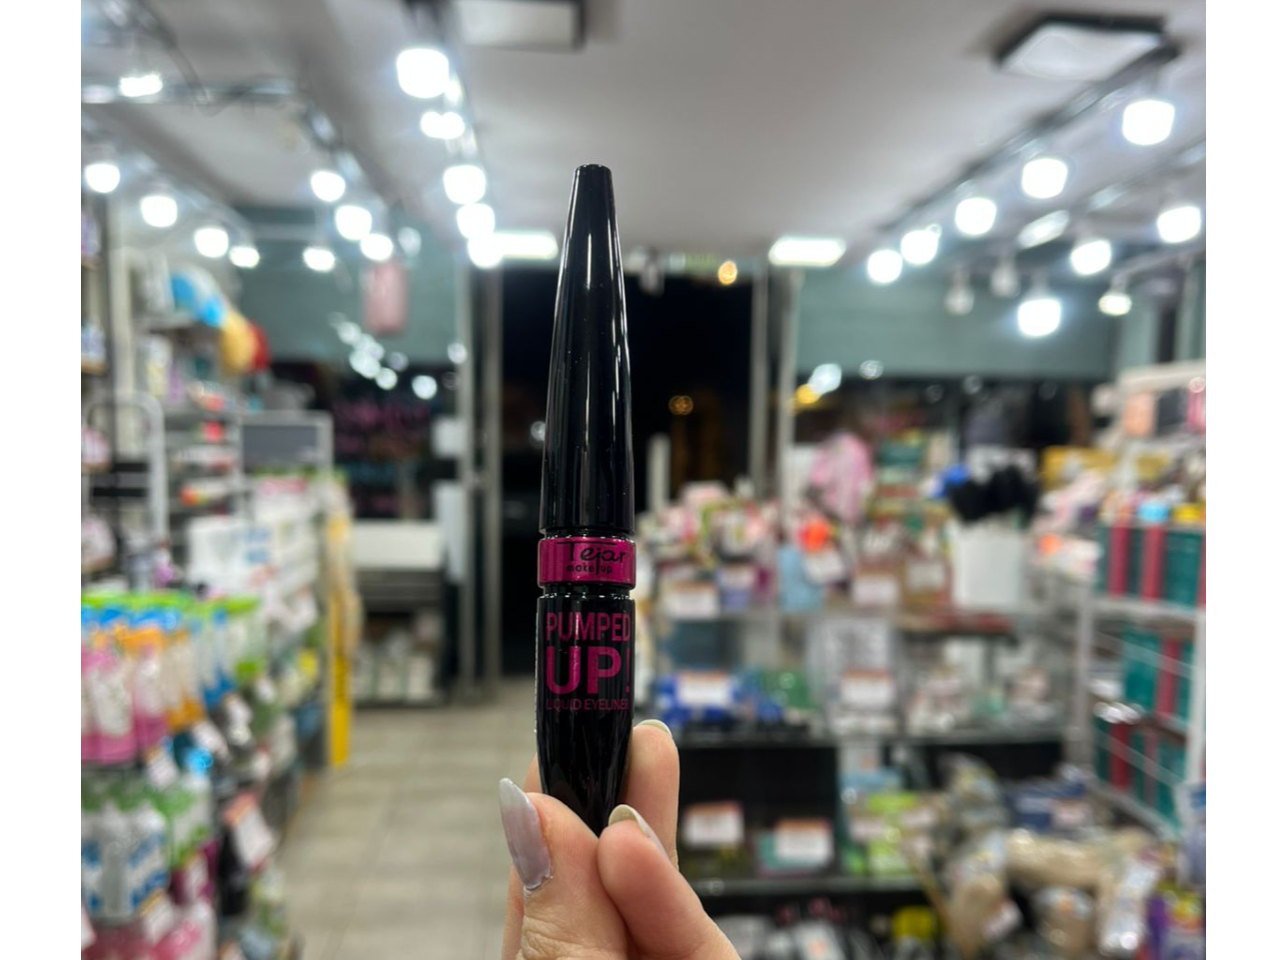 Tejar
make up
PUMPED
UP!
LIQUID EYELINER